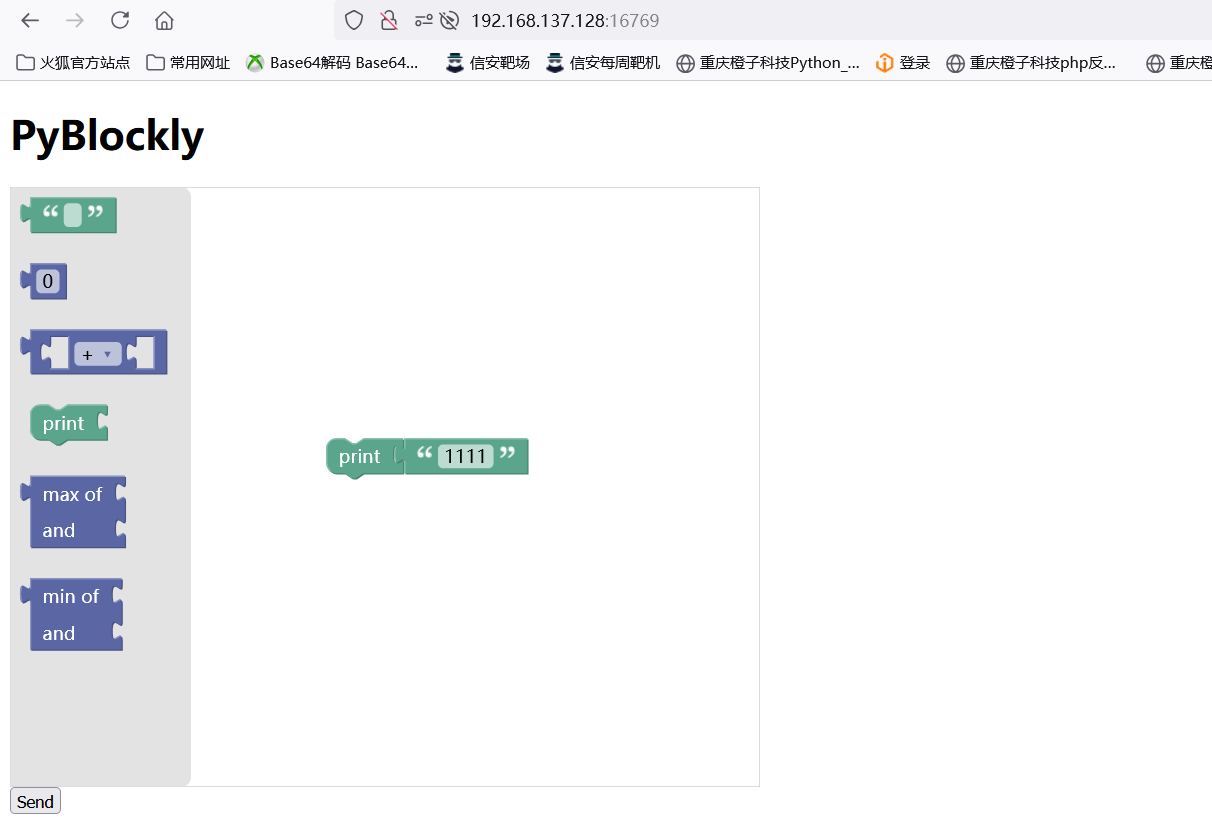 192.168.137.128:16769
火狐官方站点 常用网址 Base64解码 Base64... 信安靶场 信安每周靶机 重庆橙子科技Python_... 登录 重庆橙子科技php反... 重庆橙
PyBlockly
“ ”
0
+
print
print “ 1111 ”
max of
and
min of
and
Send